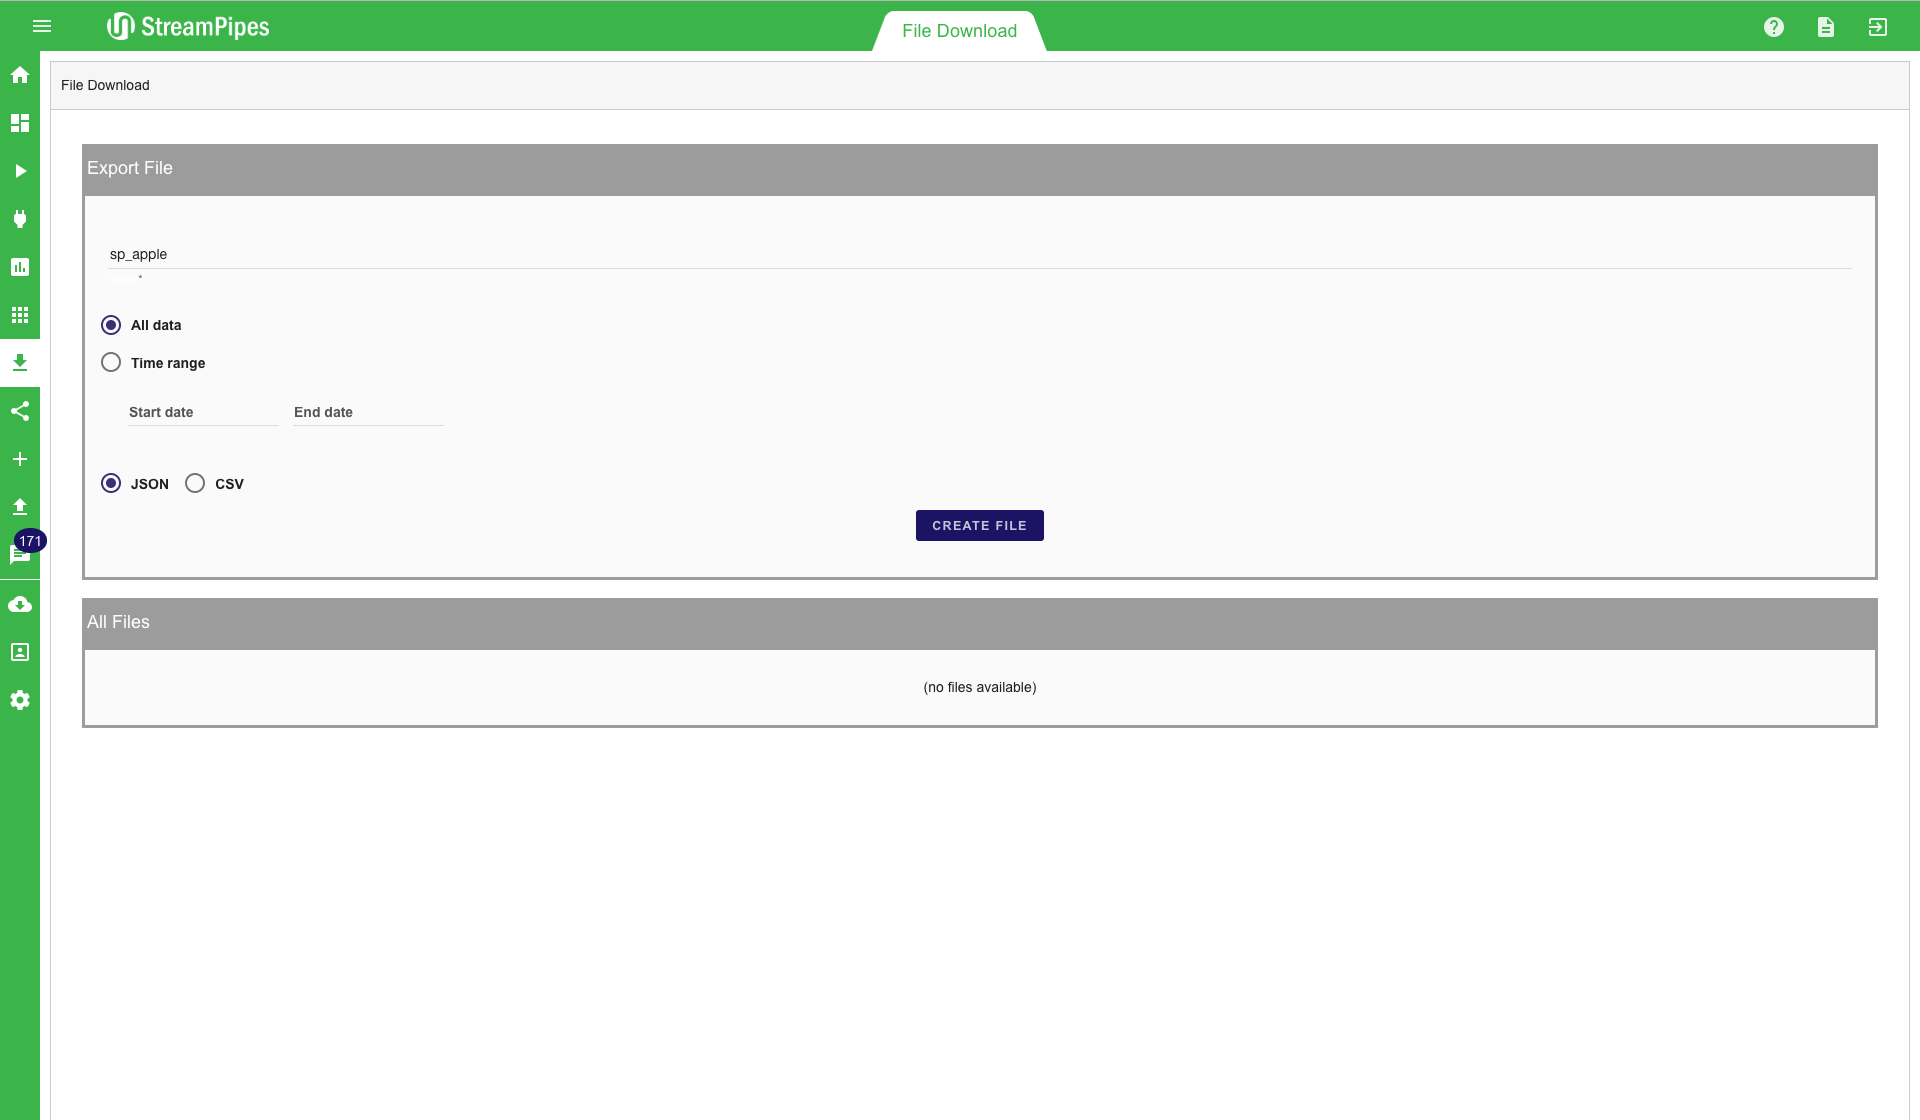 StreamPipes
File Download
File Download
Export File
sp_apple
*
All data
Time range
Start date
End date
JSON
CSV
CREATE FILE
171
All Files
(no files available)